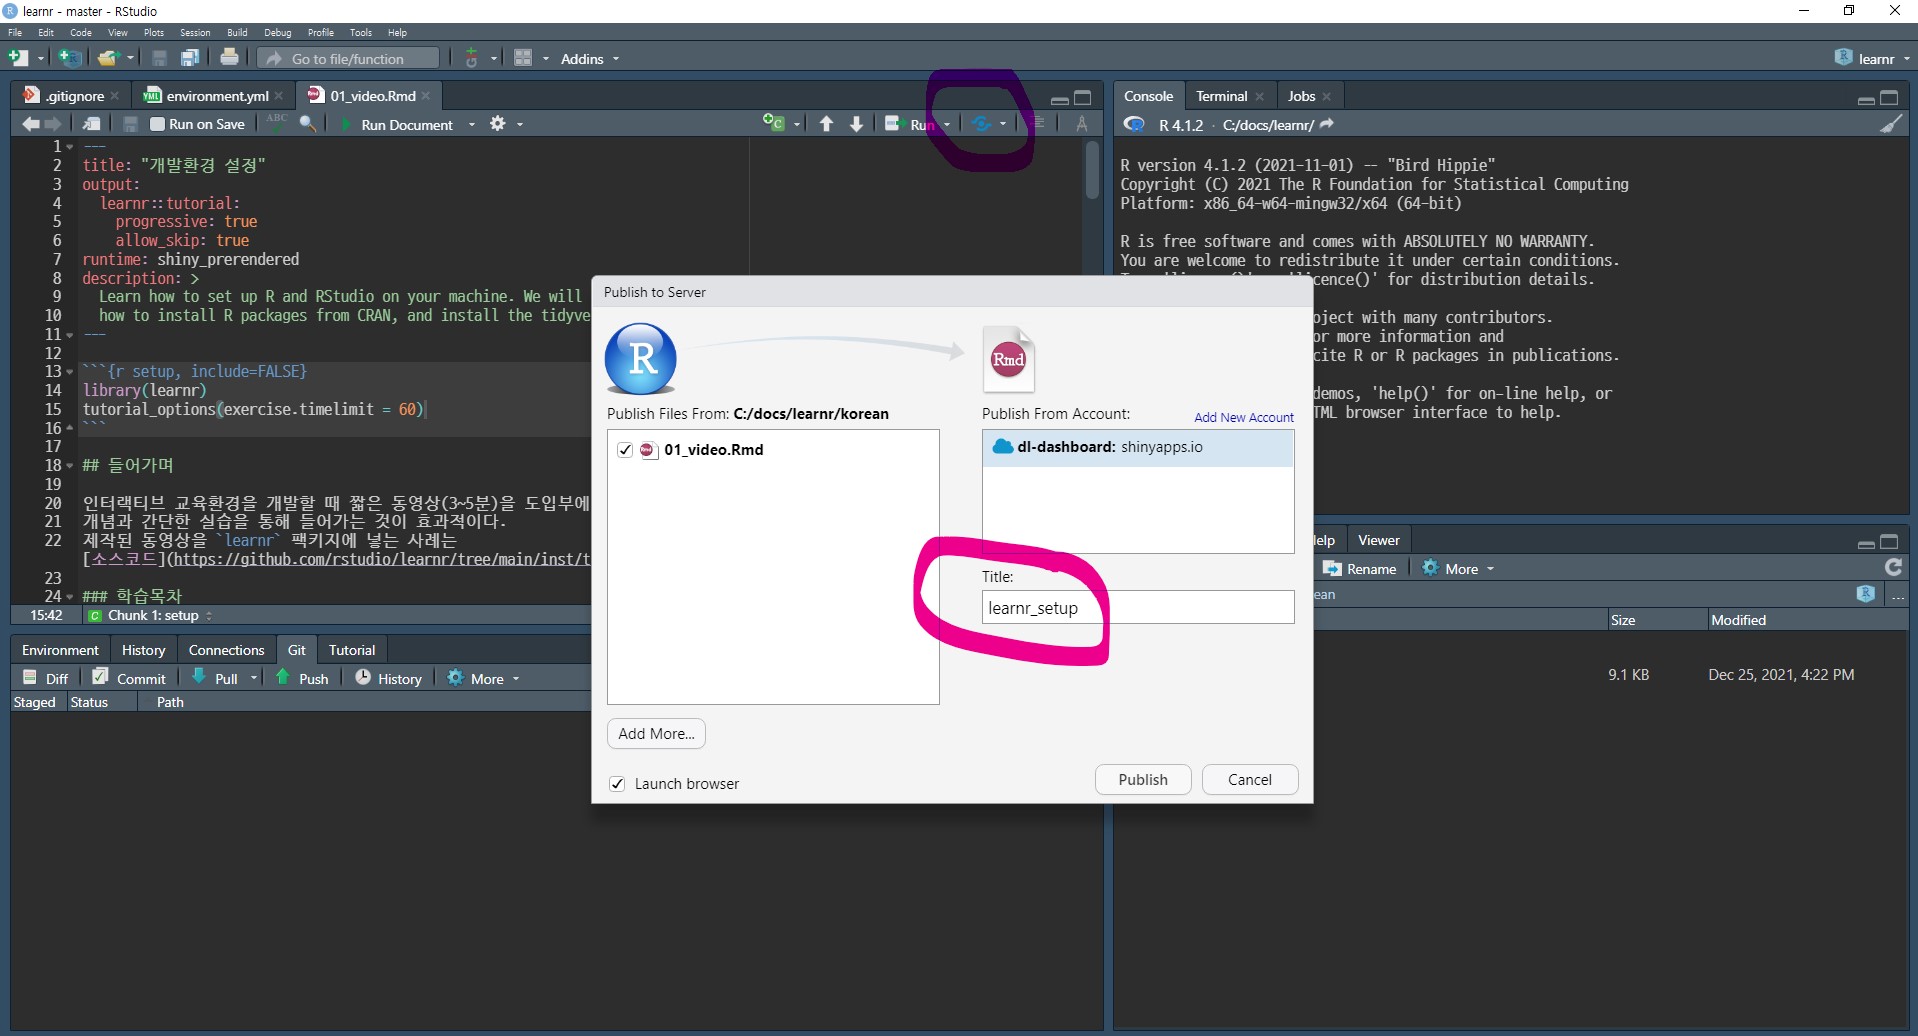 learnr - master - RStudio
File Edit Code View Plots Session Build Debug Profile Tools Help
Go to file/function Addins learnr
.gitignore environment.yml 01_video.Rmd
Run on Save ABC Run Document Run
1 ---
2 title: "개발환경 설정"
3 output:
4 learnr::tutorial:
5 progressive: true
6 allow_skip: true
7 runtime: shiny_prerendered
8 description: >
9 Learn how to set up R and RStudio on your machine. We will
10 how to install R packages from CRAN, and install the tidyve
11 ---
12
13 ```{r setup, include=FALSE}
14 library(learnr)
15 tutorial_options(exercise.timelimit = 60)
16 ```
17
18 ## 들어가며
19
20 인터랙티브 교육환경을 개발할 때 짧은 동영상(3~5분)을 도입부에
21 개념과 간단한 실습을 통해 들어가는 것이 효과적이다.
22 제작된 동영상을 `learnr` 팩키지에 넣는 사례는
[소스코드](https://github.com/rstudio/learnr/tree/main/inst/t
23
24 ### 학습목차
15:42 Chunk 1: setup
Environment History Connections Git Tutorial
Diff Commit Pull Push History More
Staged Status Path
Console Terminal Jobs
R 4.1.2 · C:/docs/learnr/
R version 4.1.2 (2021-11-01) -- "Bird Hippie"
Copyright (C) 2021 The R Foundation for Statistical Computing
Platform: x86_64-w64-mingw32/x64 (64-bit)
R is free software and comes with ABSOLUTELY NO WARRANTY.
You are welcome to redistribute it under certain conditions.
cence()' for distribution details.
oject with many contributors.
or more information and
cite R or R packages in publications.
demos, 'help()' for on-line help, or
TML browser interface to help.
elp Viewer
Rename More
ean
Size Modified
9.1 KB Dec 25, 2021, 4:22 PM
Publish to Server
R
Rmd
Publish Files From: C:/docs/learnr/korean
01_video.Rmd
Add More...
Launch browser
Publish From Account: Add New Account
dl-dashboard: shinyapps.io
Title:
learnr_setup
Publish Cancel